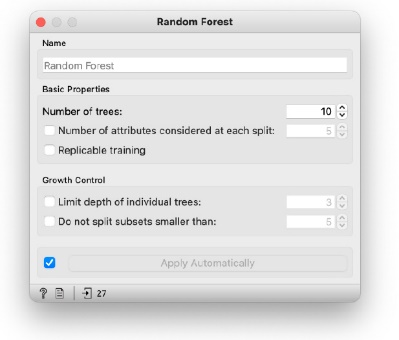 Random Forest
Name
Random Forest
Basic Properties
Number of trees: 10
Number of attributes considered at each split: 5
Replicable training
Growth Control
Limit depth of individual trees: 3
Do not split subsets smaller than: 5
Apply Automatically
? 27